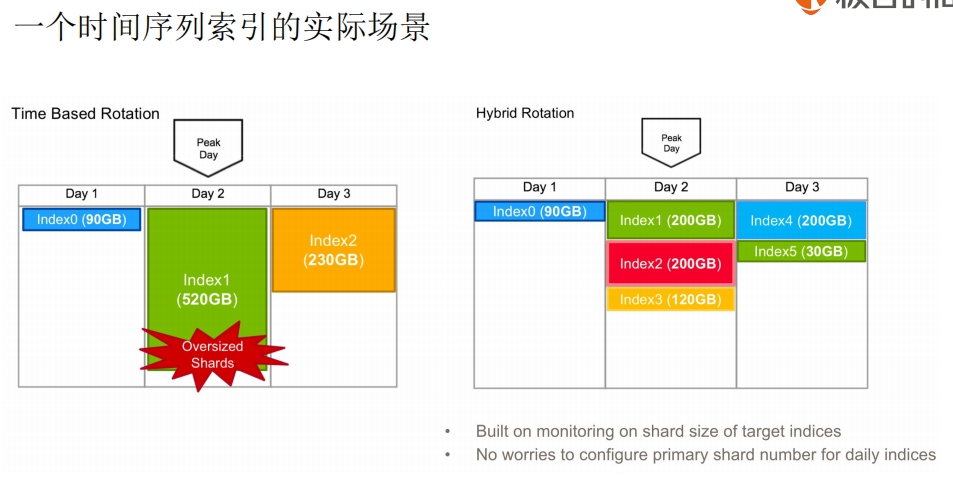 一个时间序列索引的实际场景
Time Based Rotation
Peak
Day
Day 1
Day 2
Day 3
Index0 (90GB)
Index1
(520GB)
Index2
(230GB)
Oversized
Shards
Hybrid Rotation
Peak
Day
Day 1
Day 2
Day 3
Index0 (90GB)
Index1 (200GB)
Index4 (200GB)
Index2 (200GB)
Index5 (30GB)
Index3 (120GB)
• Built on monitoring on shard size of target indices
• No worries to configure primary shard number for daily indices